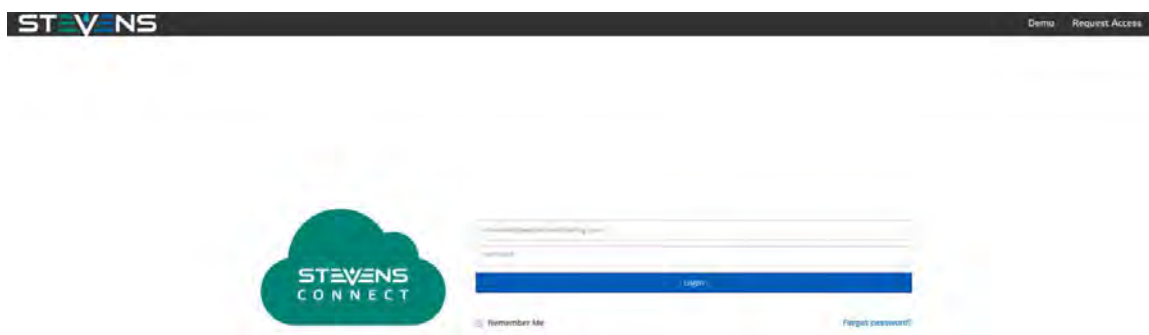 STEVENS
Demo Request Access
STEVENS
CONNECT
Login
Remember Me
Forgot password?